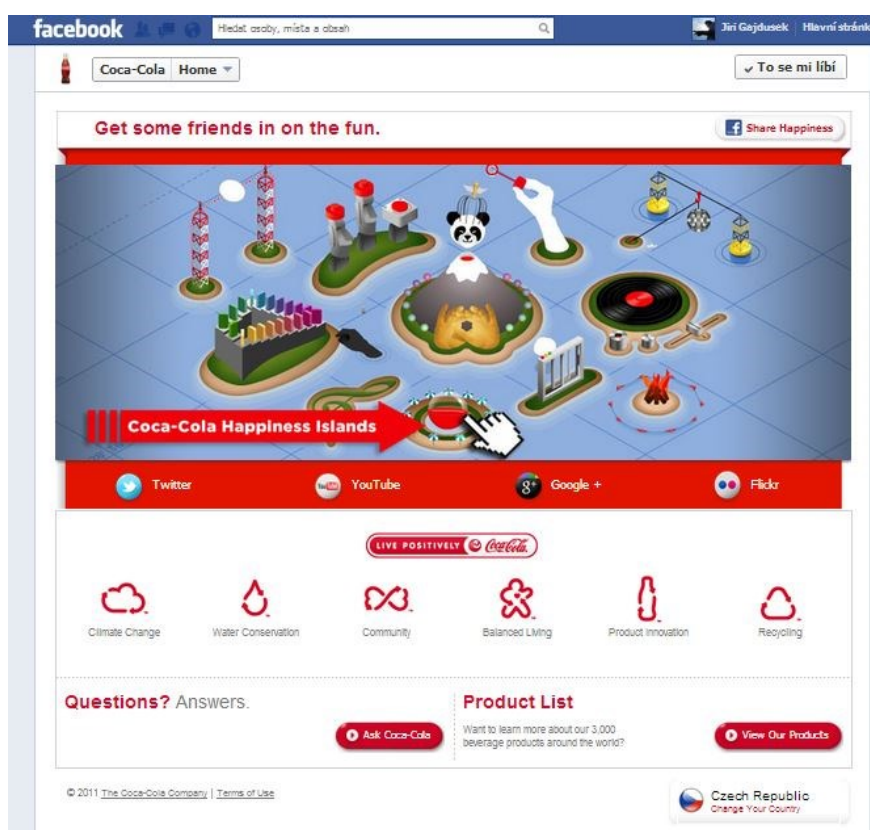 facebook
Hledat osoby, místa a obsah
Jiri Gajdusek
Hlavní stránk
Coca-Cola
Home
To se mi líbí
Get some friends in on the fun.
Share Happiness
Coca-Cola Happiness Islands
Twitter
YouTube
Google +
Flickr
LIVE POSITIVELY Coca-Cola
Climate Change
Water Conservation
Community
Balanced Living
Product Innovation
Recycling
Questions? Answers.
Ask Coca-Cola
Product List
Want to learn more about our 3,000
beverage products around the world?
View Our Products
© 2011 The Coca-Cola Company | Terms of Use
Czech Republic
Change Your Country